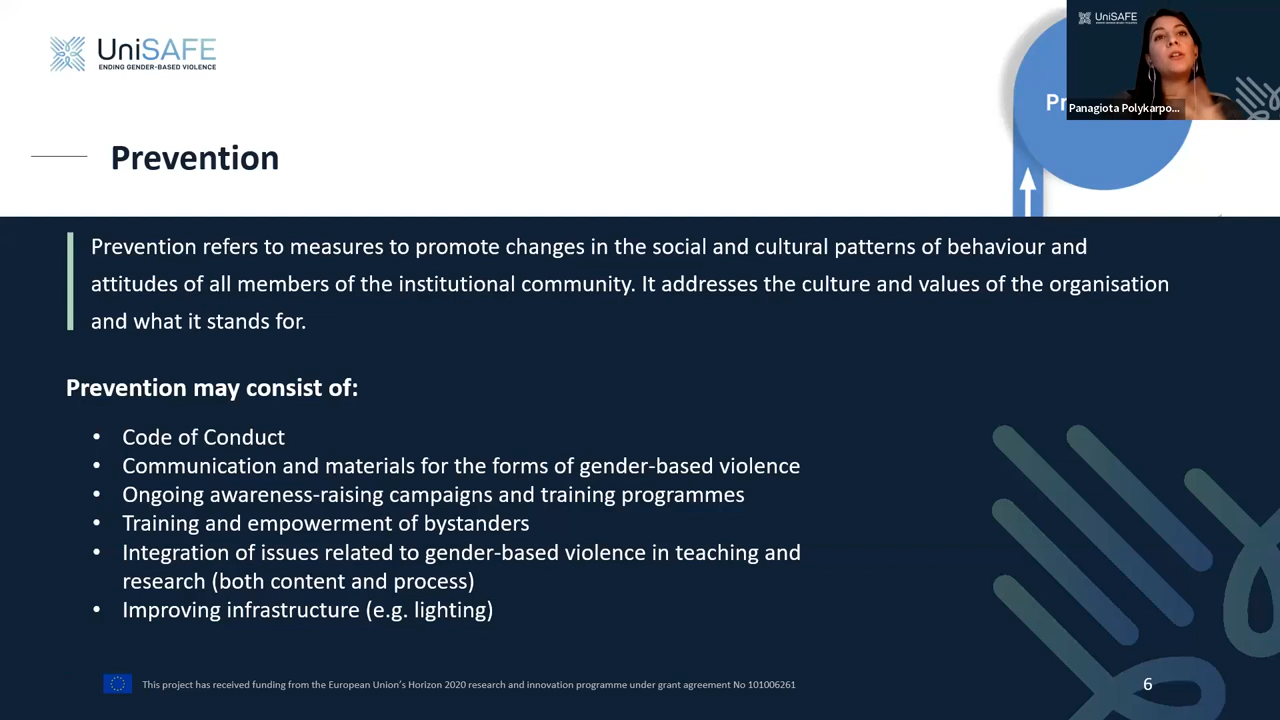 UniSAFE
ENDING GENDER-BASED VIOLENCE
UniSAFE
Pr
Panagiota Polykarpo...
Prevention
Prevention refers to measures to promote changes in the social and cultural patterns of behaviour and
attitudes of all members of the institutional community. It addresses the culture and values of the organisation
and what it stands for.
Prevention may consist of:
• Code of Conduct
• Communication and materials for the forms of gender-based violence
• Ongoing awareness-raising campaigns and training programmes
• Training and empowerment of bystanders
• Integration of issues related to gender-based violence in teaching and
research (both content and process)
• Improving infrastructure (e.g. lighting)
This project has received funding from the European Union's Horizon 2020 research and innovation programme under grant agreement No 101006261
6